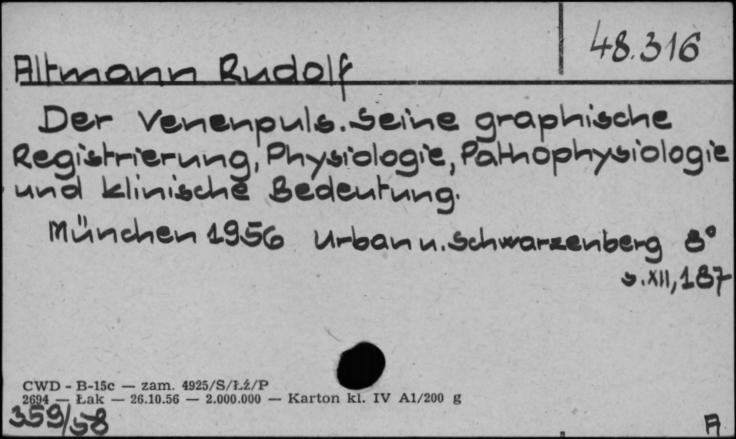 48.316
Altmann Rudolf
Der Venenpuls. Seine graphische
Registrierung, Physiologie, Pathophysiologie
und klinische Bedeutung.
München 1956 Urban u. Schwarzenberg 8°
s. XII, 187
CWD - B-15c — zam. 4925/S/Łź/P
2694 — Łak — 26.10.56 — 2.000.000 — Karton kl. IV A1/200 g
359/58
A